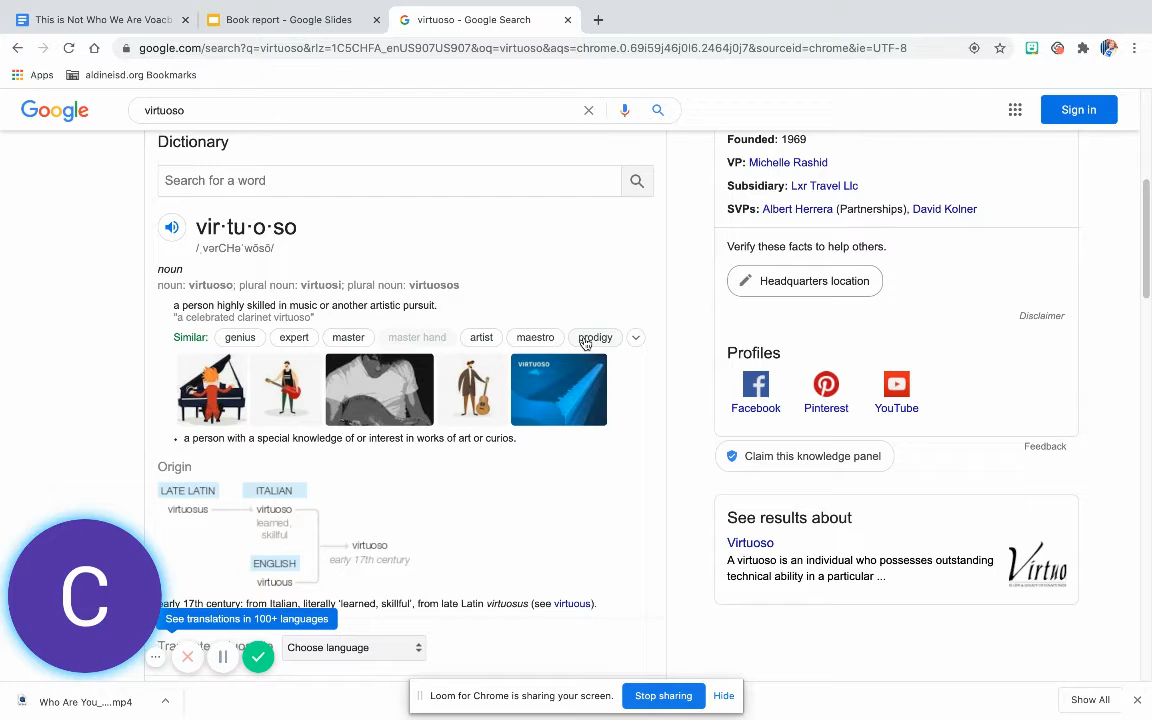 This is Not Who We Are Voacb
Book report - Google Slides
virtuoso - Google Search
google.com/search?q=virtuoso&rlz=1C5CHFA_enUS907US907&oq=virtuoso&aqs=chrome.0.69i59j46j0l6.2464j0j7&sourceid=chrome&ie=UTF-8
Apps
aldineisd.org Bookmarks
Google
virtuoso
Sign in
Dictionary
Search for a word
vir·tu·o·so
/ˌvərCHəˈwōsō/
noun
noun: virtuoso; plural noun: virtuosi; plural noun: virtuosos
a person highly skilled in music or another artistic pursuit.
"a celebrated clarinet virtuoso"
Similar: genius expert master master hand artist maestro prodigy
VIRTUOSO
• a person with a special knowledge of or interest in works of art or curios.
Origin
LATE LATIN ITALIAN
virtuosus virtuoso
learned,
skillful
virtuoso
early 17th century
ENGLISH
virtuous
early 17th century: from Italian, literally 'learned, skillful', from late Latin virtuosus (see virtuous).
See translations in 100+ languages
Choose language
C
Founded: 1969
VP: Michelle Rashid
Subsidiary: Lxr Travel Llc
SVPs: Albert Herrera (Partnerships), David Kolner
Verify these facts to help others.
Headquarters location
Disclaimer
Profiles
Facebook Pinterest YouTube
Feedback
Claim this knowledge panel
See results about
Virtuoso
A virtuoso is an individual who possesses outstanding
technical ability in a particular ...
Virtuo
Loom for Chrome is sharing your screen. Stop sharing Hide
Who Are You_....mp4
Show All